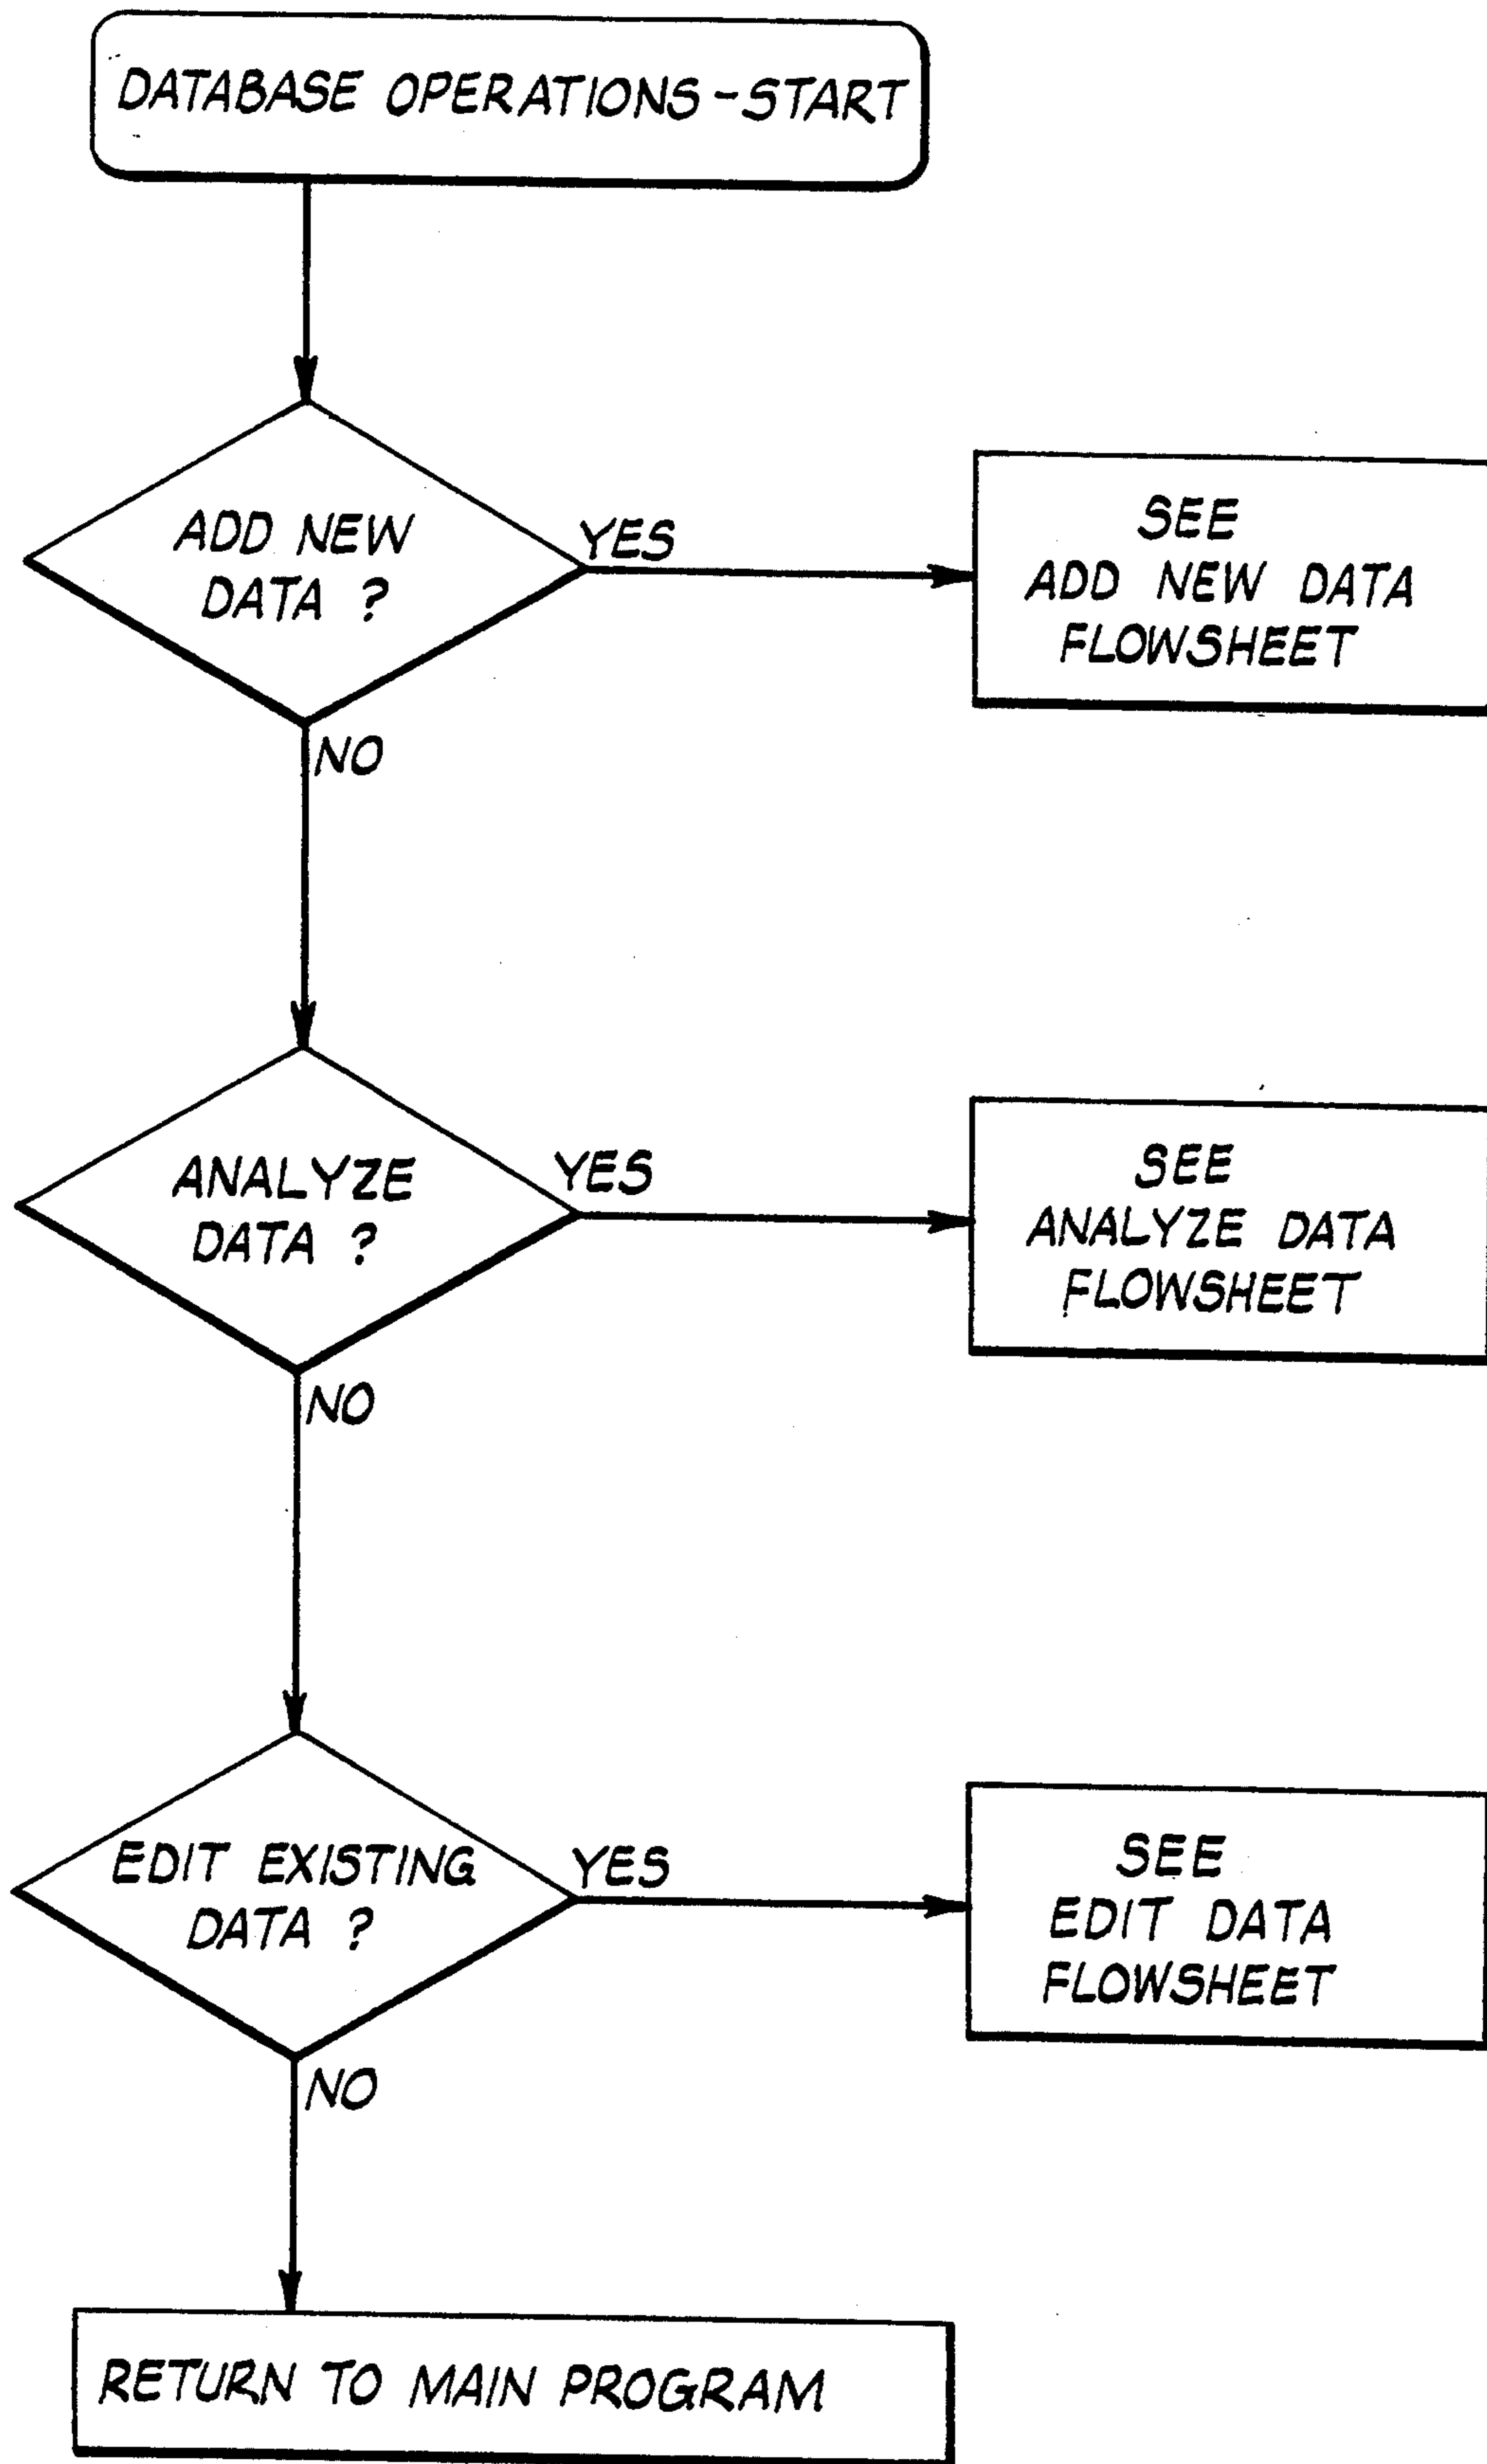 DATABASE OPERATIONS-START
ADD NEW
DATA ?
YES
SEE
ADD NEW DATA
FLOWSHEET
NO
ANALYZE
DATA ?
YES
SEE
ANALYZE DATA
FLOWSHEET
NO
EDIT EXISTING
DATA ?
YES
SEE
EDIT DATA
FLOWSHEET
NO
RETURN TO MAIN PROGRAM